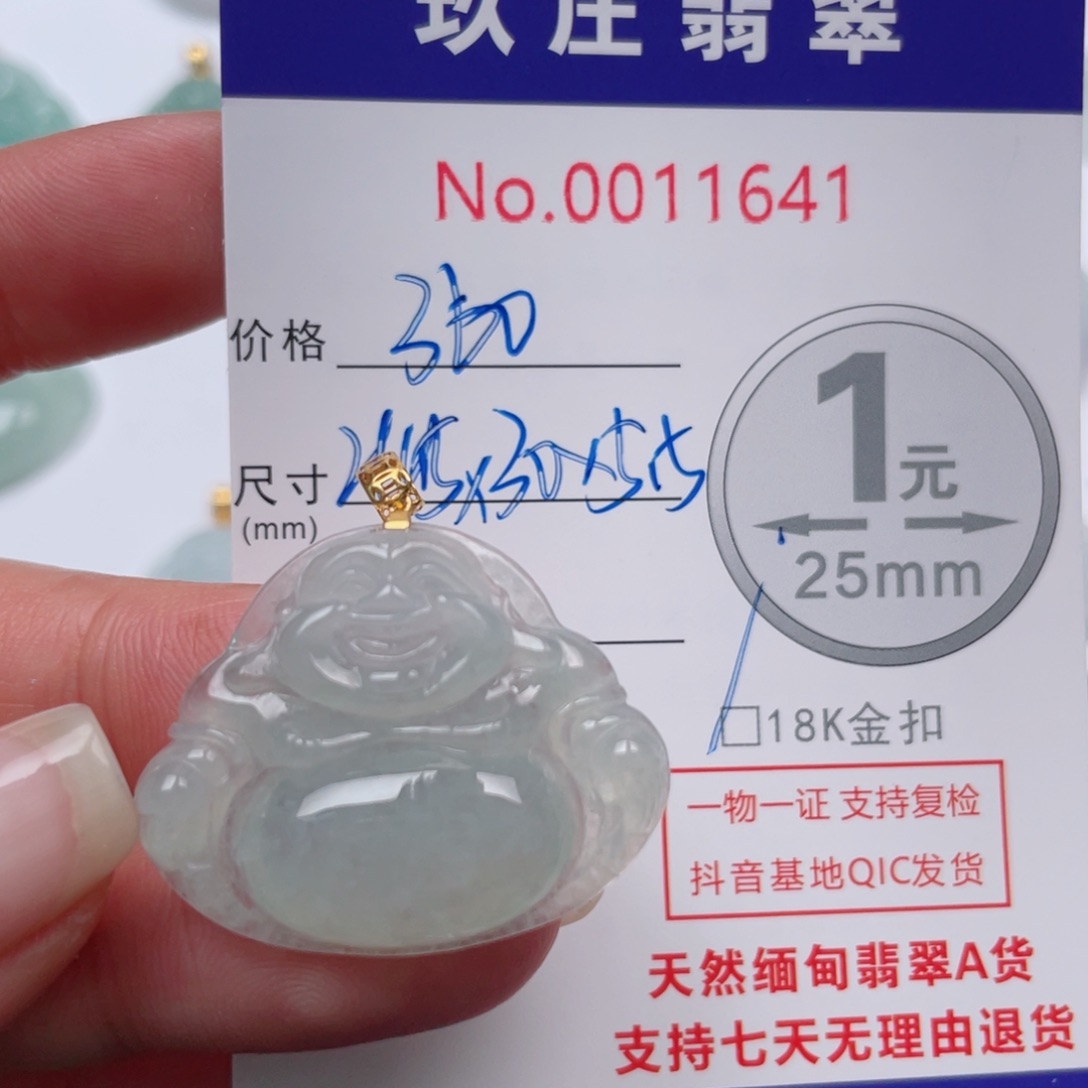 玖庄翡翠
No.0011641
价格
尺寸
(mm)
1元
25mm
□18K金扣
一物一证 支持复检
抖音基地QIC发货
天然缅甸翡翠A货
支持七天无理由退货